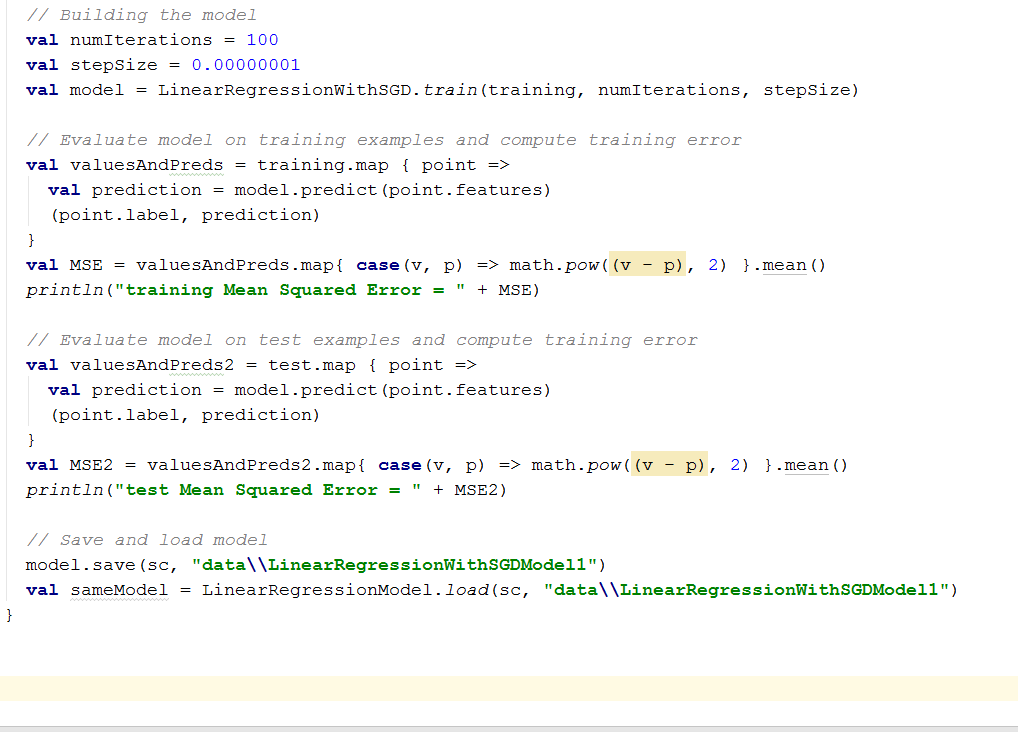 // Building the model
val numIterations = 100
val stepSize = 0.00000001
val model = LinearRegressionWithSGD.train(training, numIterations, stepSize)
// Evaluate model on training examples and compute training error
val valuesAndPreds = training.map { point =>
val prediction = model.predict(point.features)
(point.label, prediction)
}
val MSE = valuesAndPreds.map{ case(v, p) => math.pow((v - p), 2) }.mean()
println("training Mean Squared Error = " + MSE)
// Evaluate model on test examples and compute training error
val valuesAndPreds2 = test.map { point =>
val prediction = model.predict(point.features)
(point.label, prediction)
}
val MSE2 = valuesAndPreds2.map{ case(v, p) => math.pow((v - p), 2) }.mean()
println("test Mean Squared Error = " + MSE2)
// Save and load model
model.save(sc, "data\\LinearRegressionWithSGDModel1")
val sameModel = LinearRegressionModel.load(sc, "data\\LinearRegressionWithSGDModel1")
}